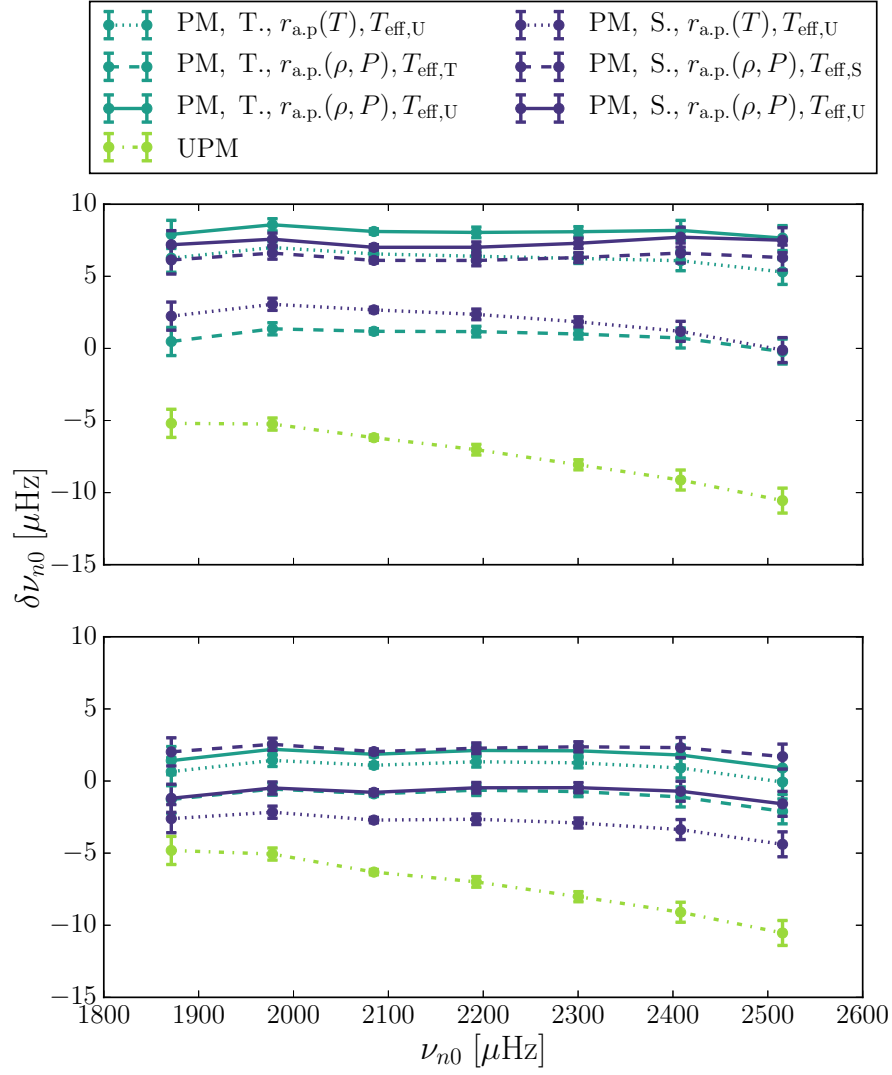 PM, T., r_a.p(T), T_eff,U
PM, S., r_a.p.(T), T_eff,U
PM, T., r_a.p.(ρ, P), T_eff,T
PM, S., r_a.p.(ρ, P), T_eff,S
PM, T., r_a.p.(ρ, P), T_eff,U
PM, S., r_a.p.(ρ, P), T_eff,U
UPM
10
5
0
−5
−10
−15
δν_n0 [μHz]
10
5
0
−5
−10
−15
1800 1900 2000 2100 2200 2300 2400 2500 2600
ν_n0 [μHz]